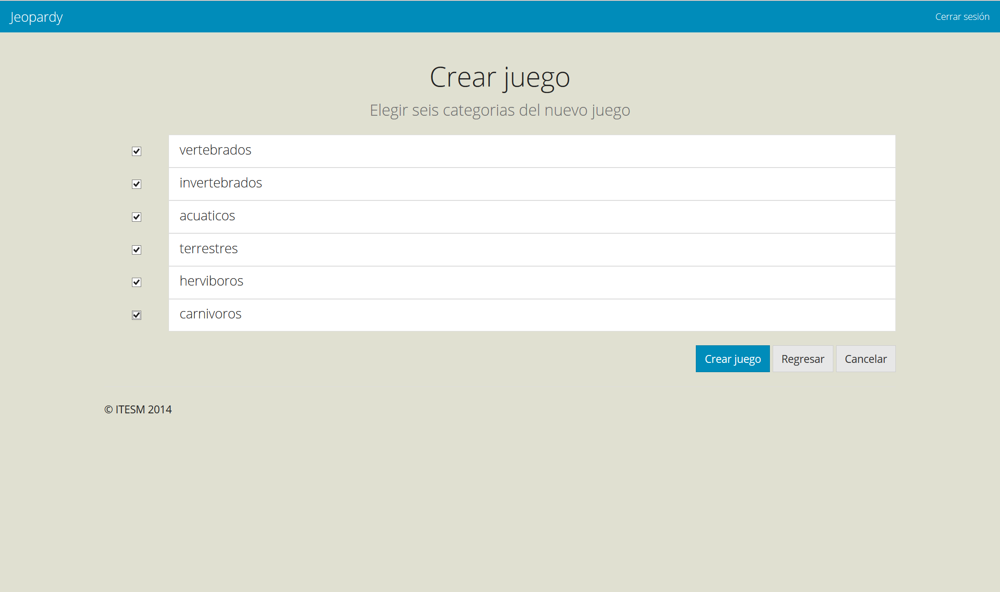 Jeopardy
Cerrar sesión
Crear juego
Elegir seis categorias del nuevo juego
vertebrados
invertebrados
acuaticos
terrestres
herviboros
carnivoros
Crear juego
Regresar
Cancelar
© ITESM 2014